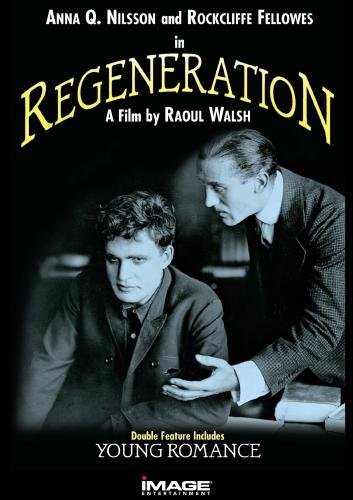 Anna Q. Nilsson and Rockcliffe Fellowes
in
Regeneration
A Film by Raoul Walsh
Double Feature Includes
YOUNG ROMANCE
iMAGE
ENTERTAINMENT